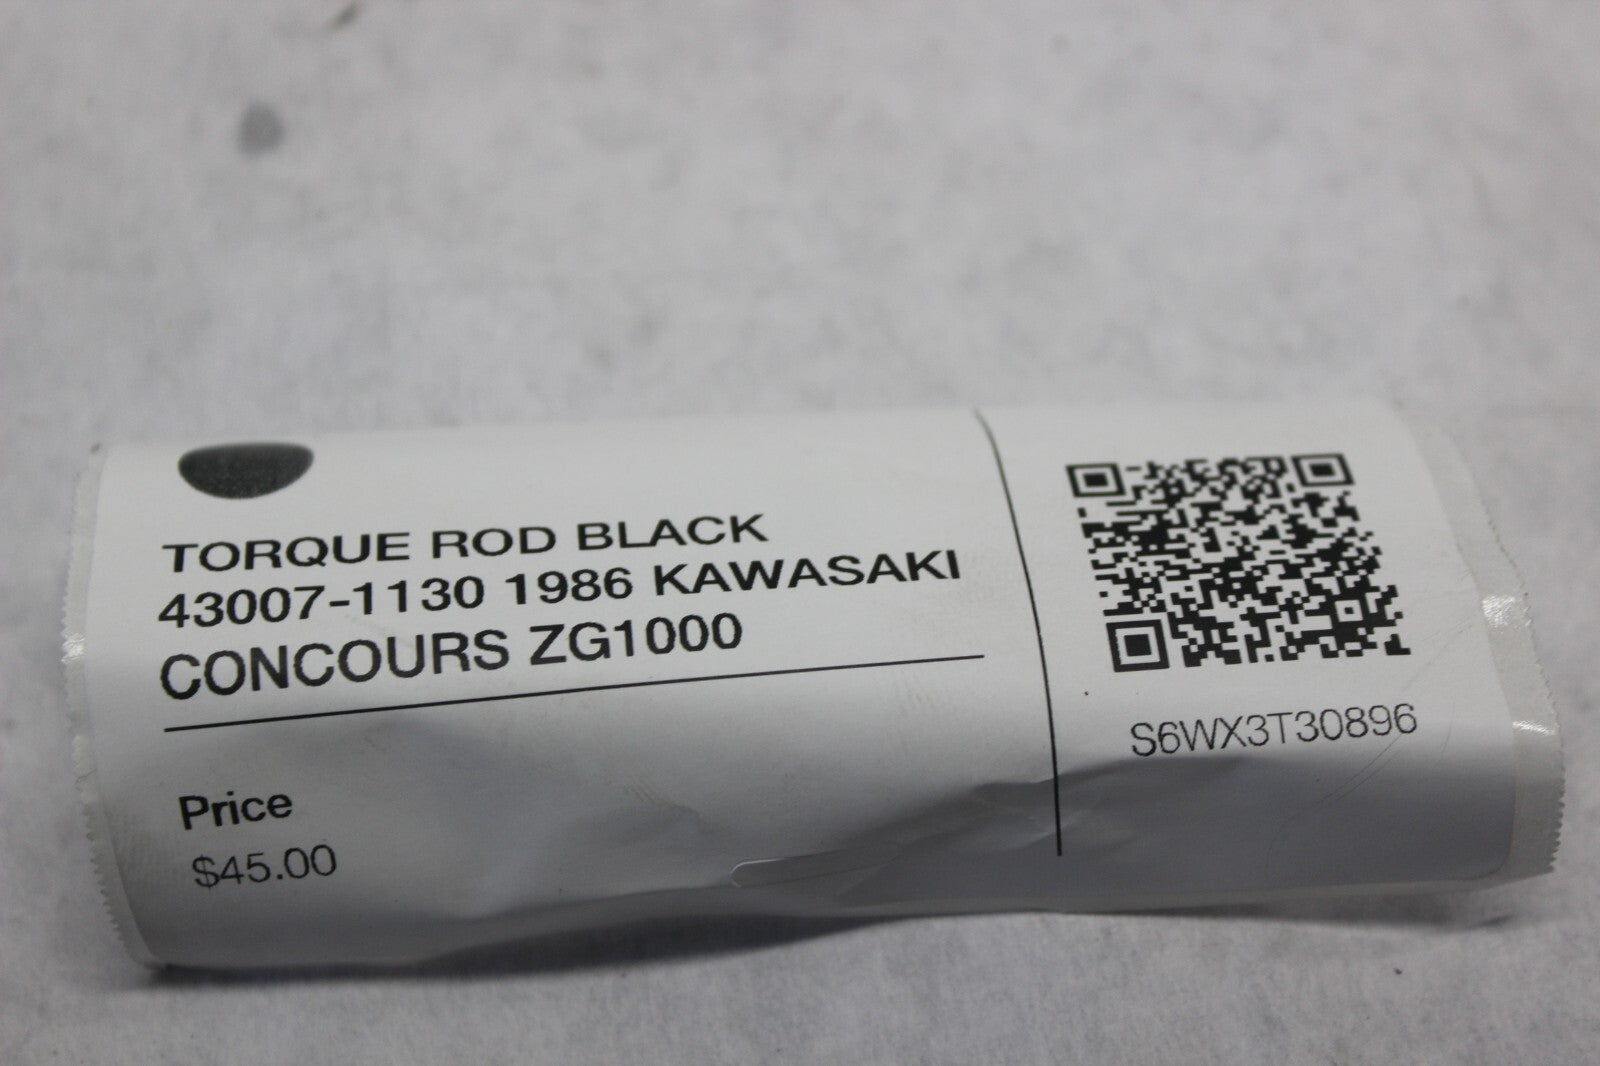 TORQUE ROD BLACK
43007-1130 1986 KAWASAKI
CONCOURS ZG1000
Price
$45.00
S6WX3T30896